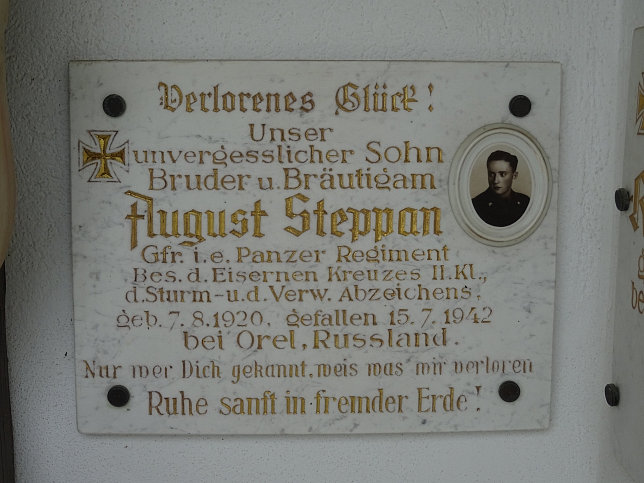 Verlorenes Glück!
Unser
unvergesslicher Sohn
Bruder u. Bräutigam
August Steppan
Gfr. i. e. Panzer Regiment
Bes. d. Eisernen Kreuzes II. Kl.,
d. Sturm- u. d. Verw. Abzeichens,
geb. 7. 8. 1920, gefallen 15. 7. 1942
bei Orel, Russland.
Nur wer Dich gekannt, weis was wir verloren
Ruhe sanft in fremder Erde!